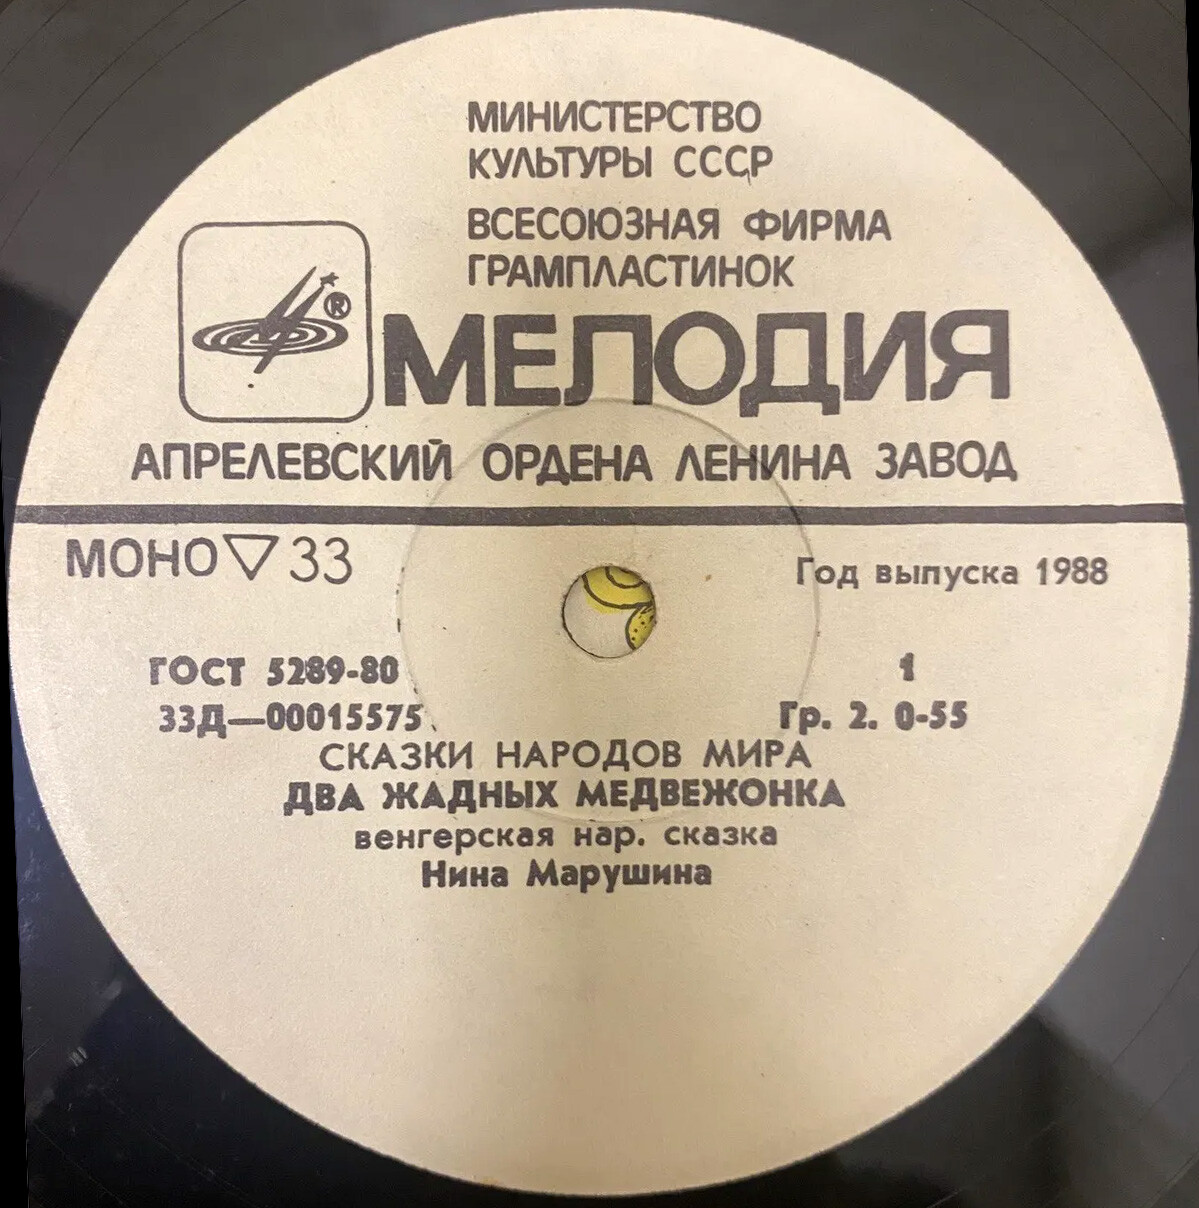 МИНИСТЕРСТВО
КУЛЬТУРЫ СССР
ВСЕСОЮЗНАЯ ФИРМА
ГРАМПЛАСТИНОК
®
МЕЛОДИЯ
АПРЕЛЕВСКИЙ ОРДЕНА ЛЕНИНА ЗАВОД
МОНО ▽ 33
Год выпуска 1988
ГОСТ 5289-80
1
33Д—00015575
Гр. 2. 0-55
СКАЗКИ НАРОДОВ МИРА
ДВА ЖАДНЫХ МЕДВЕЖОНКА
венгерская нар. сказка
Нина Марушина